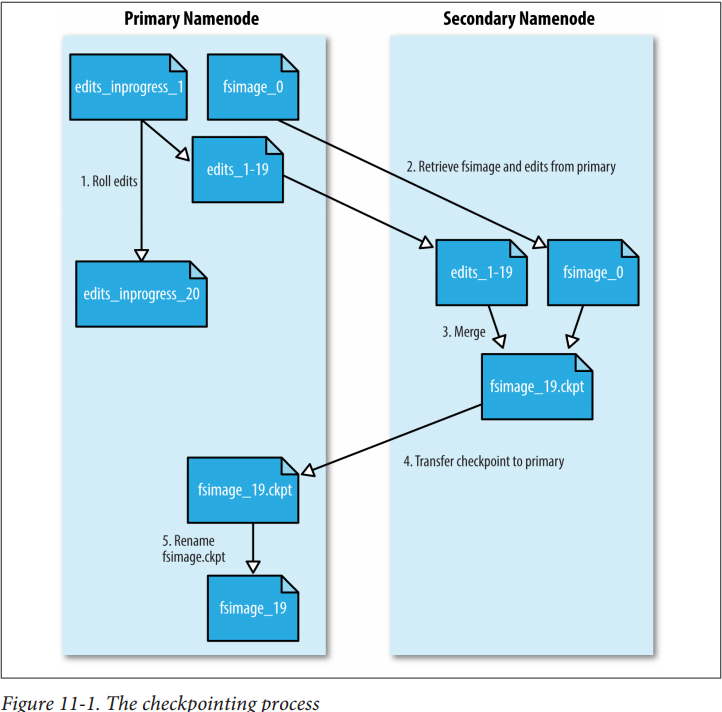 Primary Namenode
Secondary Namenode
edits_inprogress_1
fsimage_0
edits_1-19
1. Roll edits
2. Retrieve fsimage and edits from primary
edits_inprogress_20
edits_1-19
fsimage_0
3. Merge
fsimage_19.ckpt
4. Transfer checkpoint to primary
fsimage_19.ckpt
5. Rename
fsimage.ckpt
fsimage_19
Figure 11-1. The checkpointing process